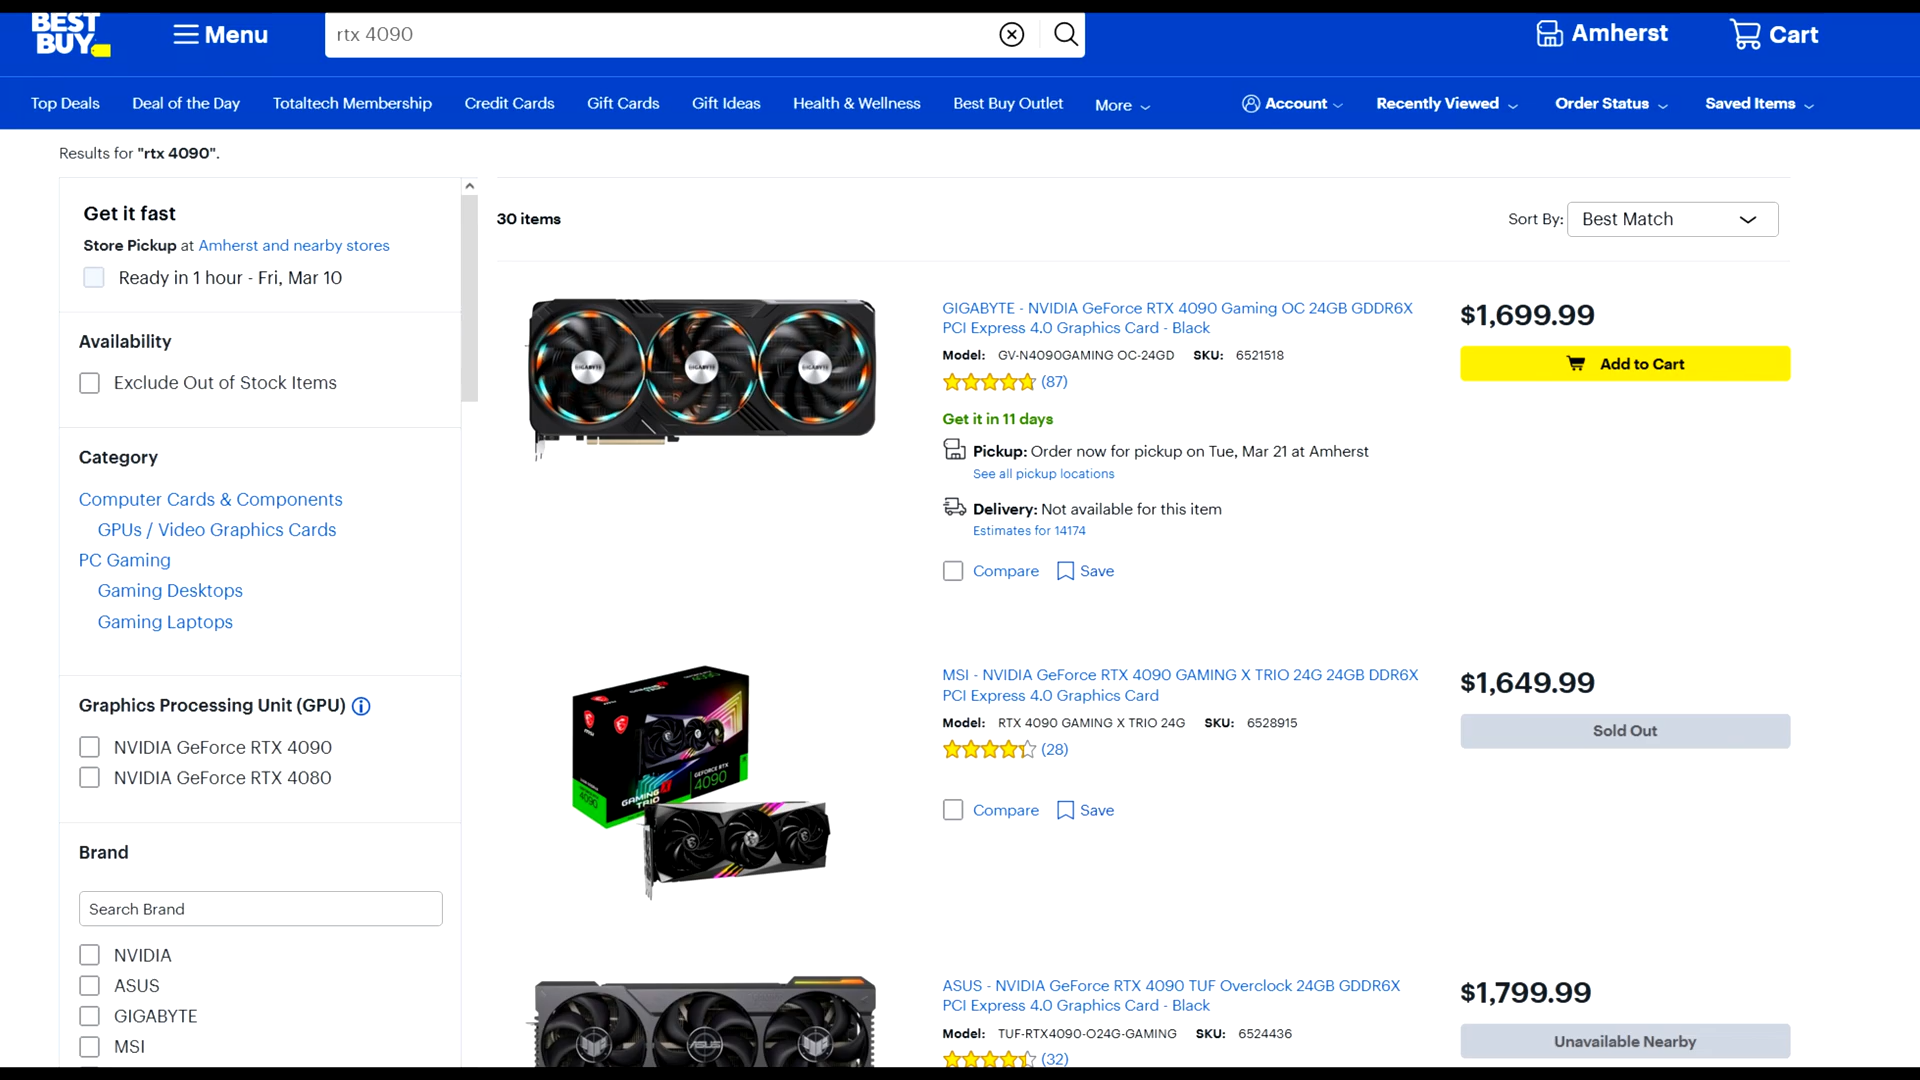 BEST
BUY
Menu
rtx 4090
Amherst
Cart
Top Deals
Deal of the Day
Totaltech Membership
Credit Cards
Gift Cards
Gift Ideas
Health & Wellness
Best Buy Outlet
More
Account
Recently Viewed
Order Status
Saved Items
Results for "rtx 4090".
Get it fast
Store Pickup at Amherst and nearby stores
Ready in 1 hour - Fri, Mar 10
Availability
Exclude Out of Stock Items
Category
Computer Cards & Components
GPUs / Video Graphics Cards
PC Gaming
Gaming Desktops
Gaming Laptops
Graphics Processing Unit (GPU)
NVIDIA GeForce RTX 4090
NVIDIA GeForce RTX 4080
Brand
Search Brand
NVIDIA
ASUS
GIGABYTE
MSI
30 items
Sort By: Best Match
GIGABYTE - NVIDIA GeForce RTX 4090 Gaming OC 24GB GDDR6X
PCI Express 4.0 Graphics Card - Black
Model: GV-N4090GAMING OC-24GD SKU: 6521518
(87)
Get it in 11 days
Pickup: Order now for pickup on Tue, Mar 21 at Amherst
See all pickup locations
Delivery: Not available for this item
Estimates for 14174
Compare Save
$1,699.99
Add to Cart
GAMING X
TRIO
GEFORCE RTX
4090
4090
MSI - NVIDIA GeForce RTX 4090 GAMING X TRIO 24G 24GB DDR6X
PCI Express 4.0 Graphics Card
Model: RTX 4090 GAMING X TRIO 24G SKU: 6528915
(28)
Compare Save
$1,649.99
Sold Out
ASUS - NVIDIA GeForce RTX 4090 TUF Overclock 24GB GDDR6X
PCI Express 4.0 Graphics Card - Black
Model: TUF-RTX4090-O24G-GAMING SKU: 6524436
(32)
$1,799.99
Unavailable Nearby